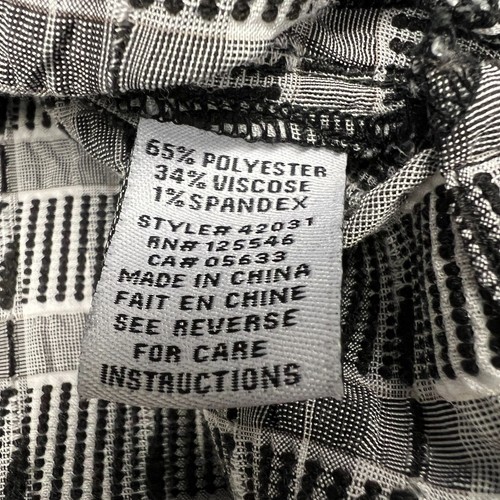 65% POLYESTER
34% VISCOSE
1% SPANDEX
STYLE# 42031
RN# 125546
CA# 05633
MADE IN CHINA
FAIT EN CHINE
SEE REVERSE
FOR CARE
INSTRUCTIONS